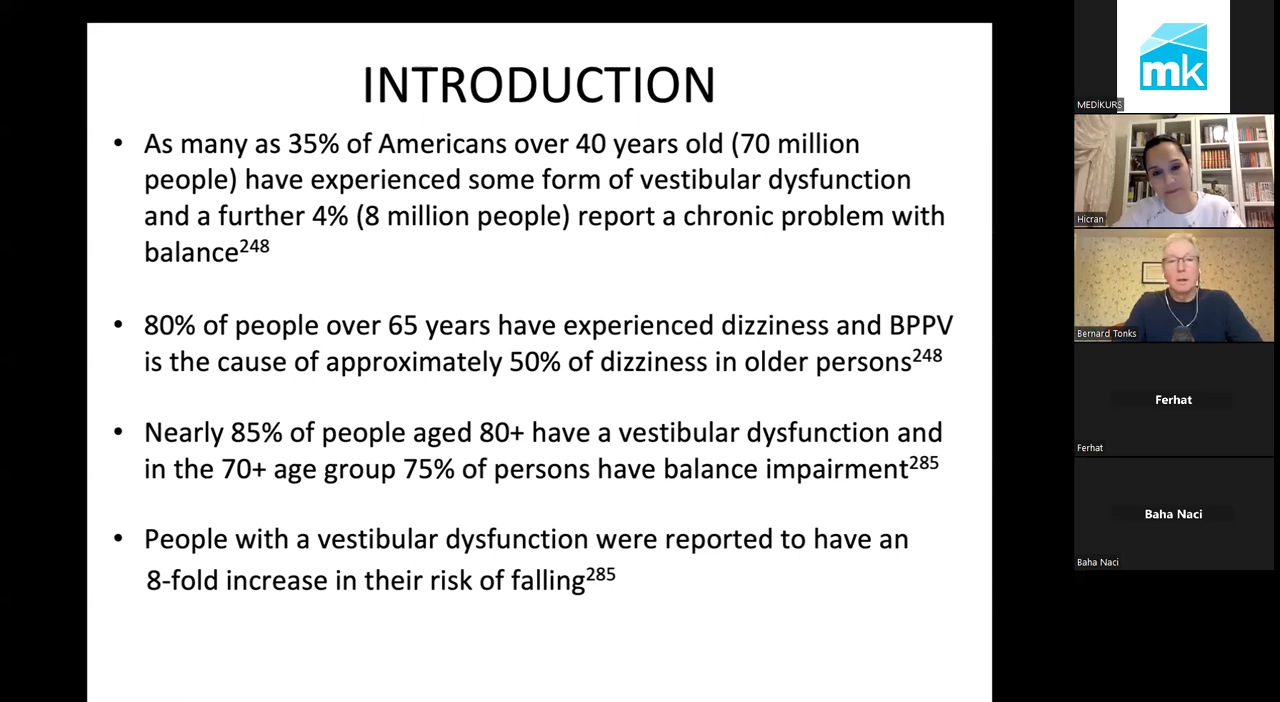 INTRODUCTION
• As many as 35% of Americans over 40 years old (70 million
people) have experienced some form of vestibular dysfunction
and a further 4% (8 million people) report a chronic problem with
balance248
• 80% of people over 65 years have experienced dizziness and BPPV
is the cause of approximately 50% of dizziness in older persons248
• Nearly 85% of people aged 80+ have a vestibular dysfunction and
in the 70+ age group 75% of persons have balance impairment285
• People with a vestibular dysfunction were reported to have an
8-fold increase in their risk of falling285
mk
MEDİKURS
Hicran
Bernard Tonks
Ferhat
Ferhat
Baha Naci
Baha Naci